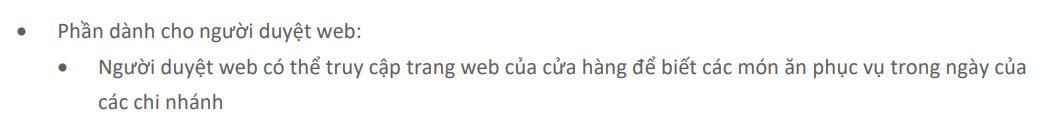 • Phần dành cho người duyệt web:
• Người duyệt web có thể truy cập trang web của cửa hàng để biết các món ăn phục vụ trong ngày của
các chi nhánh